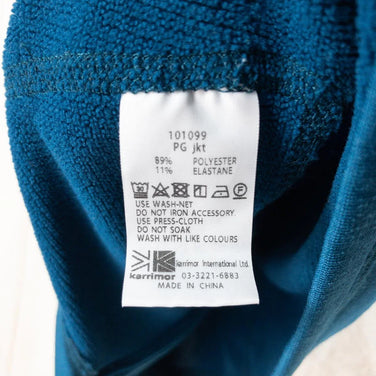 101099
PG jkt
89% POLYESTER
11% ELASTANE
USE WASH-NET
DO NOT IRON ACCESSORY
USE PRESS-CLOTH
DO NOT SOAK
WASH WITH LIKE COLOURS
karrimor International Ltd.
karrimor 03-3221-6883
MADE IN CHINA